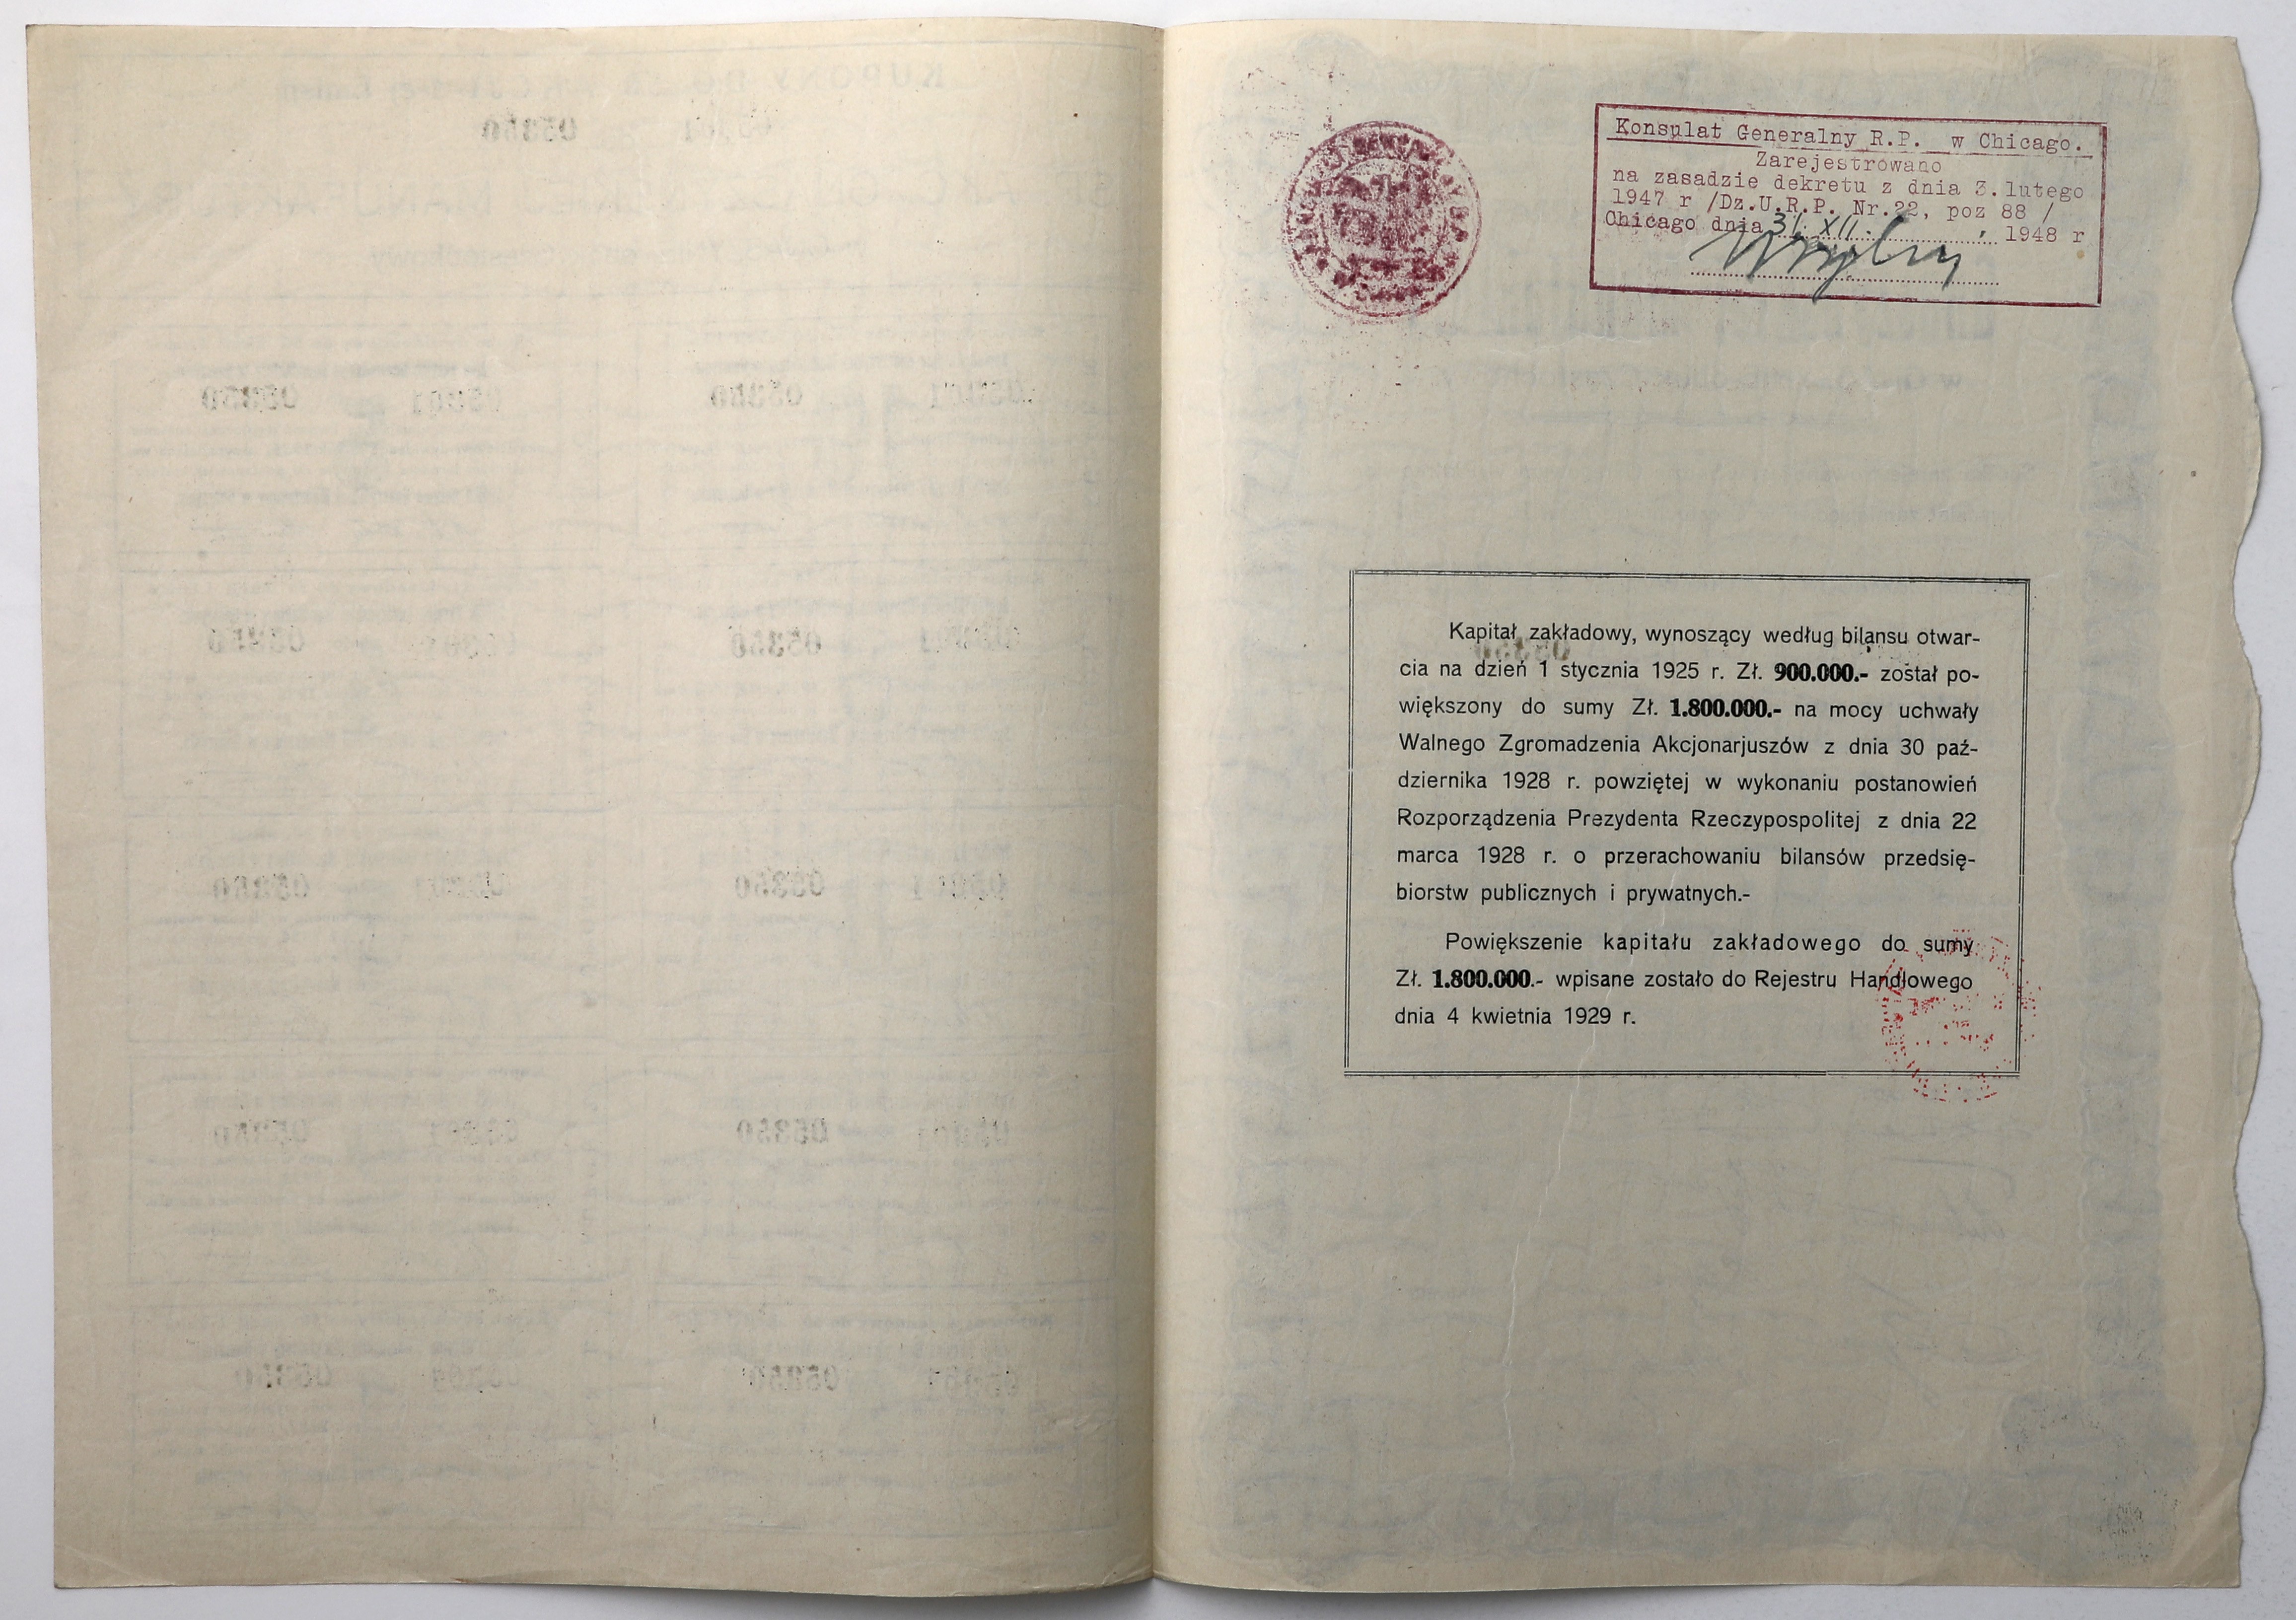 Konsulat Generalny R.P. w Chicago.
Zarejestrowano
na zasadzie dekretu z dnia 3. lutego
1947 r /Dz.U.R.P. Nr.22, poz 88 /
Chicago dnia 31. XII. 1948 r
Kapitał zakładowy, wynoszący według bilansu otwar-
cia na dzień 1 stycznia 1925 r. Zł. 900.000.- został po-
większony do sumy Zł. 1.800.000.- na mocy uchwały
Walnego Zgromadzenia Akcjonarjuszów z dnia 30 paź-
dziernika 1928 r. powziętej w wykonaniu postanowień
Rozporządzenia Prezydenta Rzeczypospolitej z dnia 22
marca 1928 r. o przerachowaniu bilansów przedsię-
biorstw publicznych i prywatnych.-
Powiększenie kapitału zakładowego do sumy
Zł. 1.800.000.- wpisane zostało do Rejestru Handlowego
dnia 4 kwietnia 1929 r.